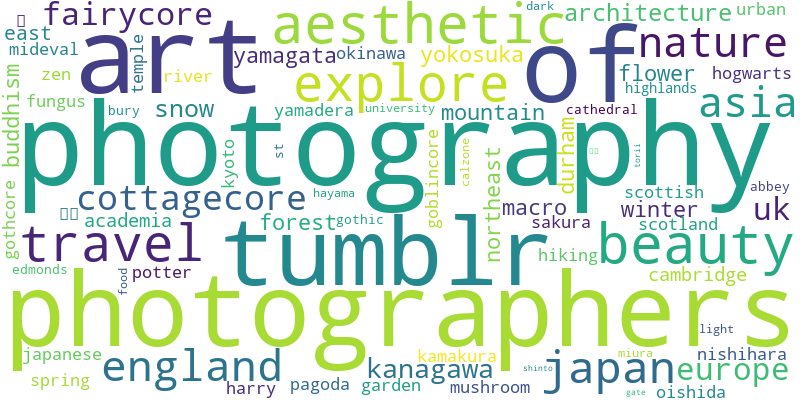 dark
fairycore
aesthetic
architecture
urban
east
mideval
temple
art
yamagata
okinawa
yokosuka
of
nature
zen
river
explore
flower
hogwarts
fungus
buddhism
bury
snow
yamadera
university
mountain
highlands
cathedral
asia
photography
st
kyoto
calzone
durham
torii
cottagecore
hayama
goblincore
northeast
scottish
abbey
gothcore
academia
forest
gothic
macro
sakura
winter
scotland
uk
travel
tumblr
hiking
beauty
edmonds
food
potter
cambridge
photographers
light
japanese
england
kanagawa
kamakura
shinto
japan
miura
nishihara
europe
spring
harry
pagoda
garden
mushroom
gate
oishida